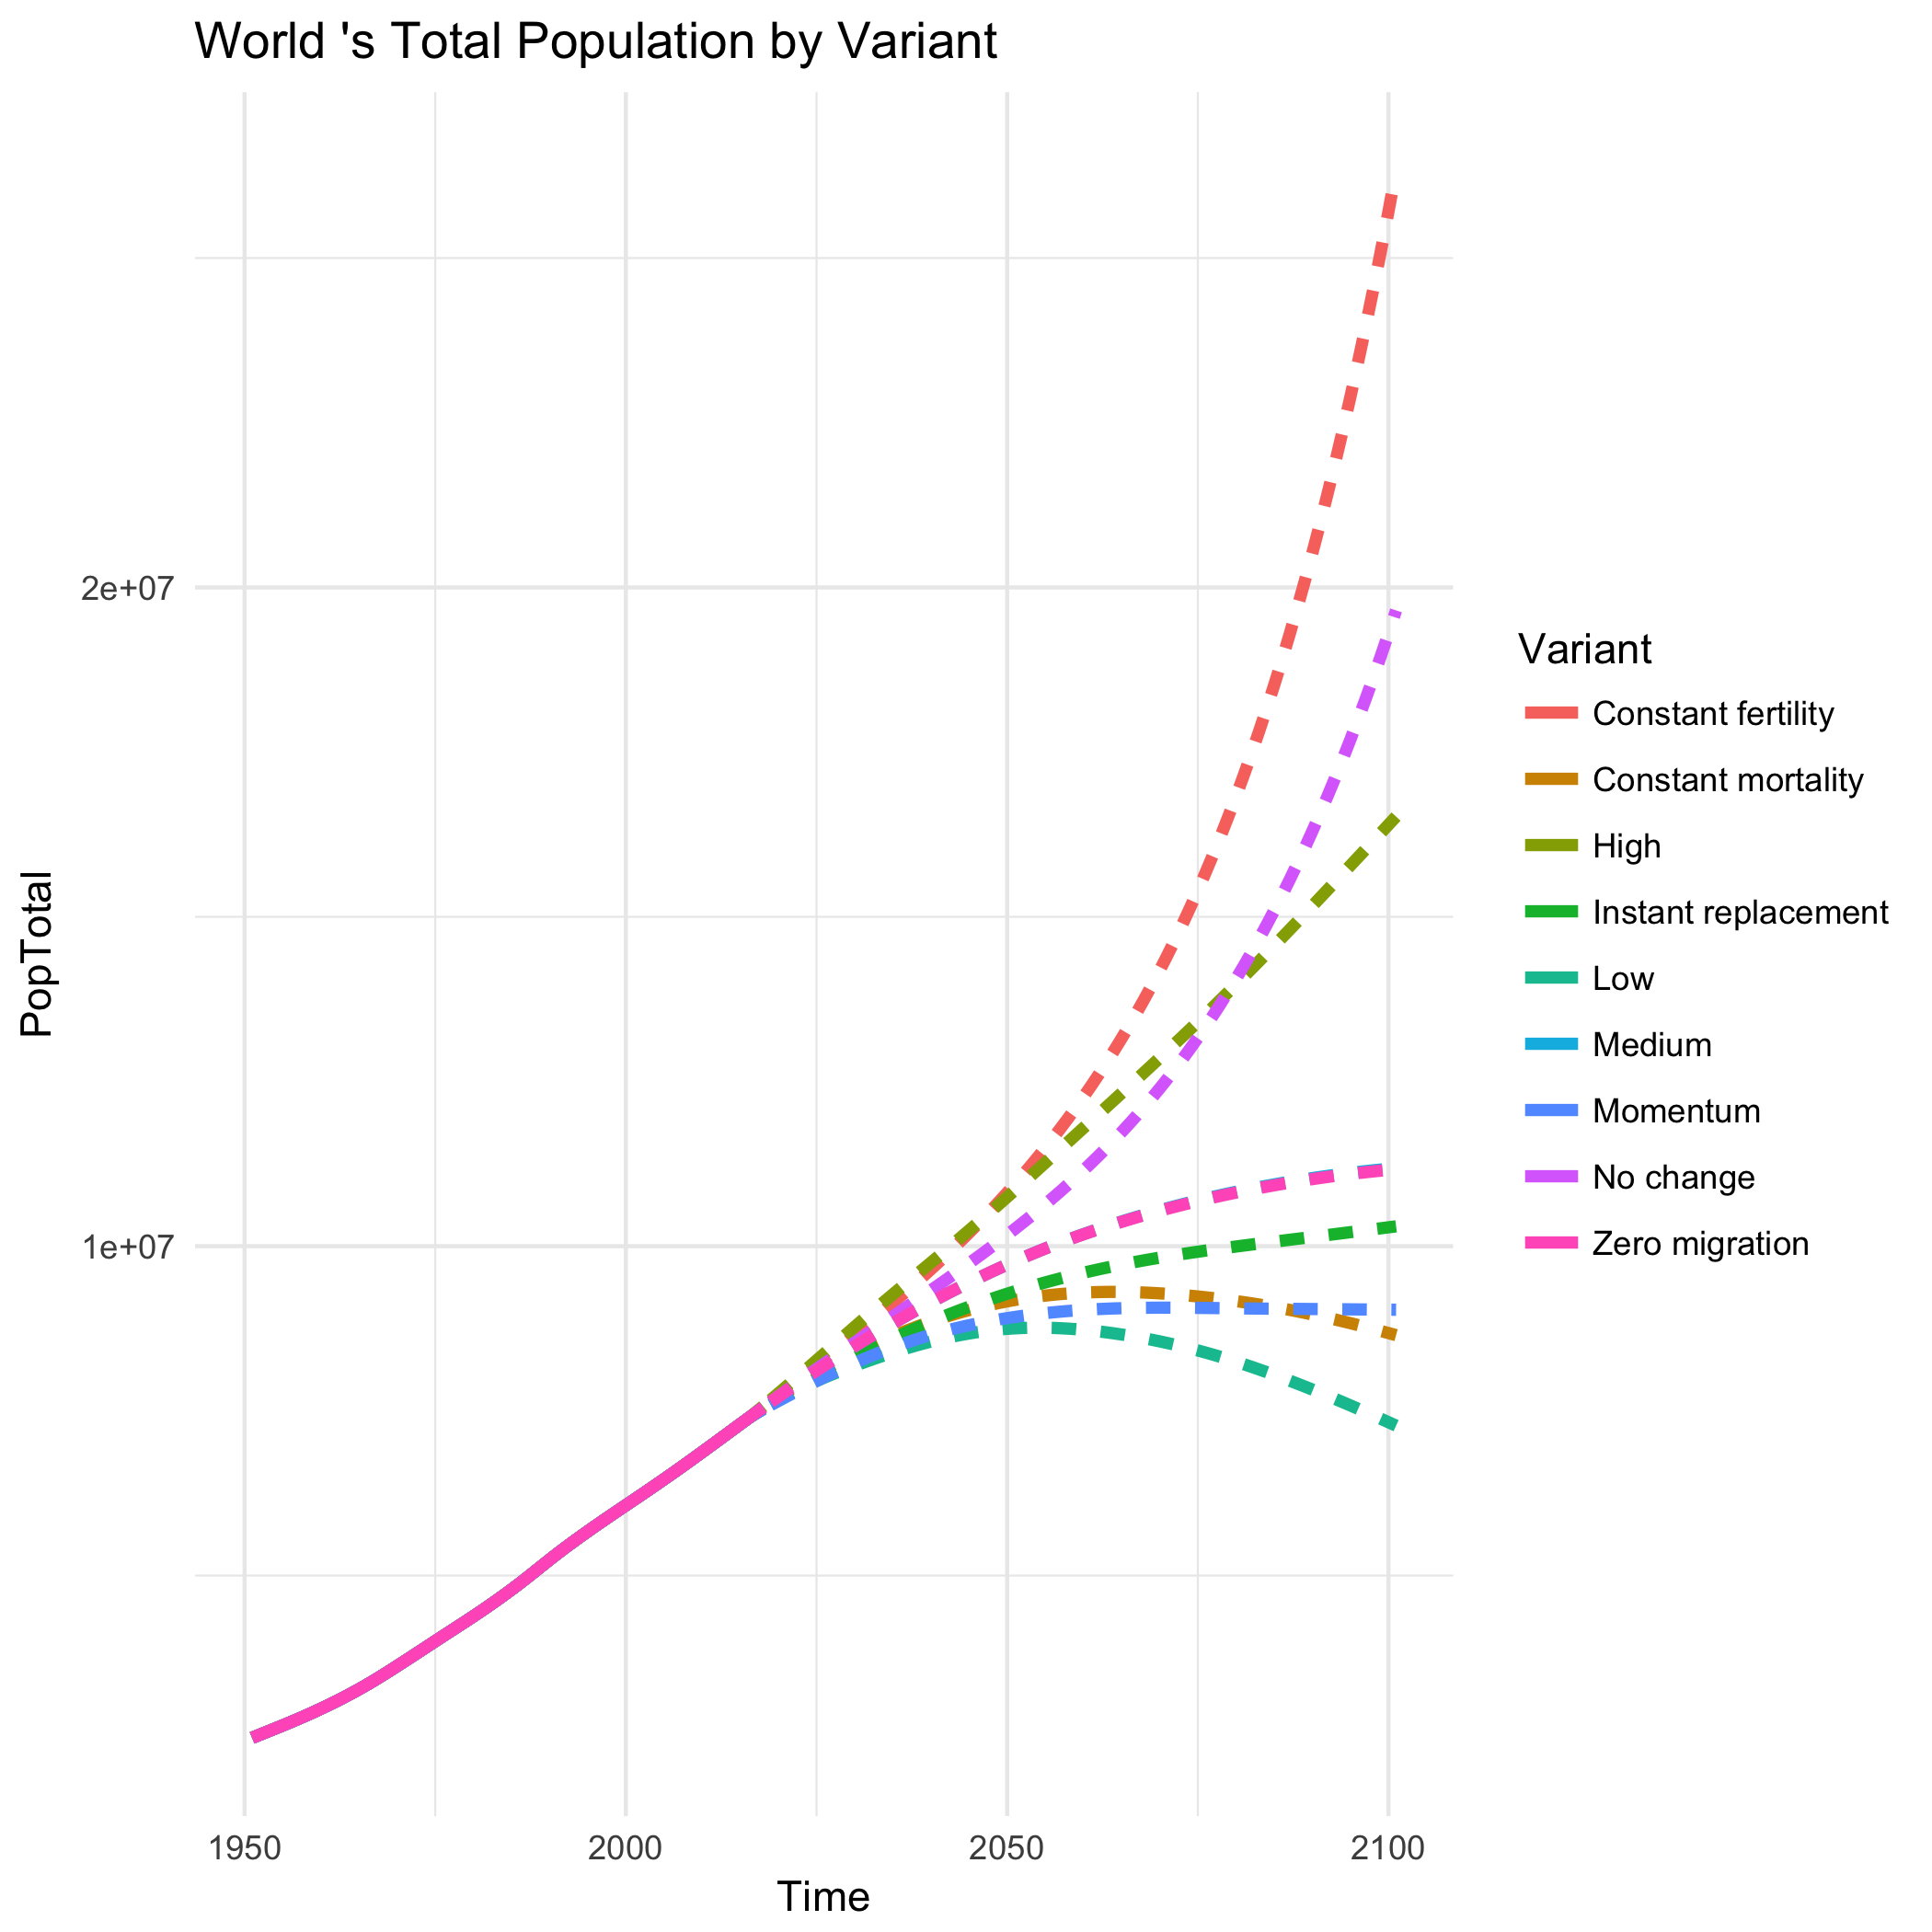 World 's Total Population by Variant
PopTotal
2e+07
1e+07
1950
2000
2050
2100
Time
Variant
Constant fertility
Constant mortality
High
Instant replacement
Low
Medium
Momentum
No change
Zero migration